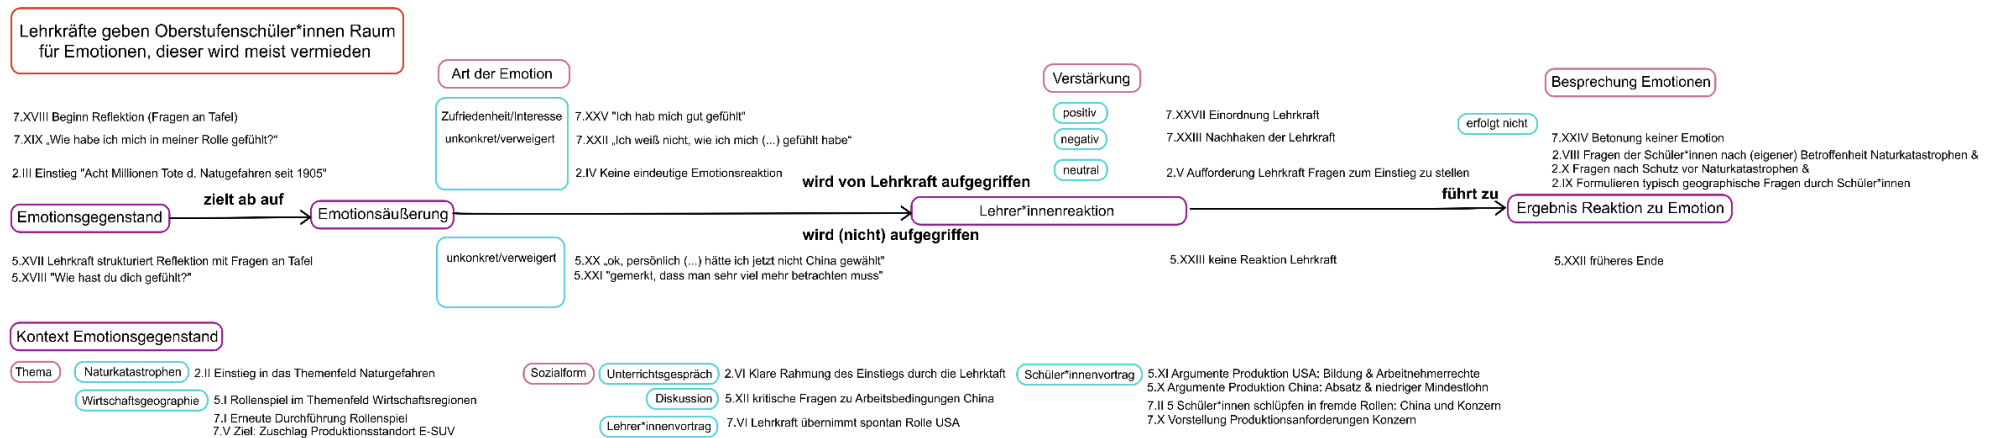 Lehrkräfte geben Oberstufenschüler*innen Raum
für Emotionen, dieser wird meist vermieden
Art der Emotion
Verstärkung
Besprechung Emotionen
7.XVIII Beginn Reflektion (Fragen an Tafel)
Zufriedenheit/Interesse
7.XXV "Ich hab mich gut gefühlt"
positiv
7.XXVII Einordnung Lehrkraft
erfolgt nicht
7.XIX „Wie habe ich mich in meiner Rolle gefühlt?“
unkonkret/verweigert
7.XXII „Ich weiß nicht, wie ich mich (...) gefühlt habe“
negativ
7.XXIII Nachhaken der Lehrkraft
7.XXIV Betonung keiner Emotion
2.VIII Fragen der Schüler*innen nach (eigener) Betroffenheit Naturkatastrophen &
2.X Fragen nach Schutz vor Naturkatastrophen &
2.IX Formulieren typisch geographische Fragen durch Schüler*innen
2.III Einstieg "Acht Millionen Tote d. Natugefahren seit 1905"
2.IV Keine eindeutige Emotionsreaktion
neutral
2.V Aufforderung Lehrkraft Fragen zum Einstieg zu stellen
zielt ab auf
wird von Lehrkraft aufgegriffen
führt zu
Emotionsgegenstand
Emotionsäußerung
Lehrer*innenreaktion
Ergebnis Reaktion zu Emotion
wird (nicht) aufgegriffen
5.XVII Lehrkraft strukturiert Reflektion mit Fragen an Tafel
5.XVIII "Wie hast du dich gefühlt?"
unkonkret/verweigert
5.XX „ok, persönlich (...) hätte ich jetzt nicht China gewählt"
5.XXI "gemerkt, dass man sehr viel mehr betrachten muss"
5.XXIII keine Reaktion Lehrkraft
5.XXII früheres Ende
Kontext Emotionsgegenstand
Thema
Naturkatastrophen
2.II Einstieg in das Themenfeld Naturgefahren
Wirtschaftsgeographie
5.I Rollenspiel im Themenfeld Wirtschaftsregionen
7.I Erneute Durchführung Rollenspiel
7.V Ziel: Zuschlag Produktionsstandort E-SUV
Sozialform
Unterrichtsgespräch
2.VI Klare Rahmung des Einstiegs durch die Lehrktaft
Diskussion
5.XII kritische Fragen zu Arbeitsbedingungen China
Lehrer*innenvortrag
7.VI Lehrkraft übernimmt spontan Rolle USA
Schüler*innenvortrag
5.XI Argumente Produktion USA: Bildung & Arbeitnehmerrechte
5.X Argumente Produktion China: Absatz & niedriger Mindestlohn
7.II 5 Schüler*innen schlüpfen in fremde Rollen: China und Konzern
7.X Vorstellung Produktionsanforderungen Konzern